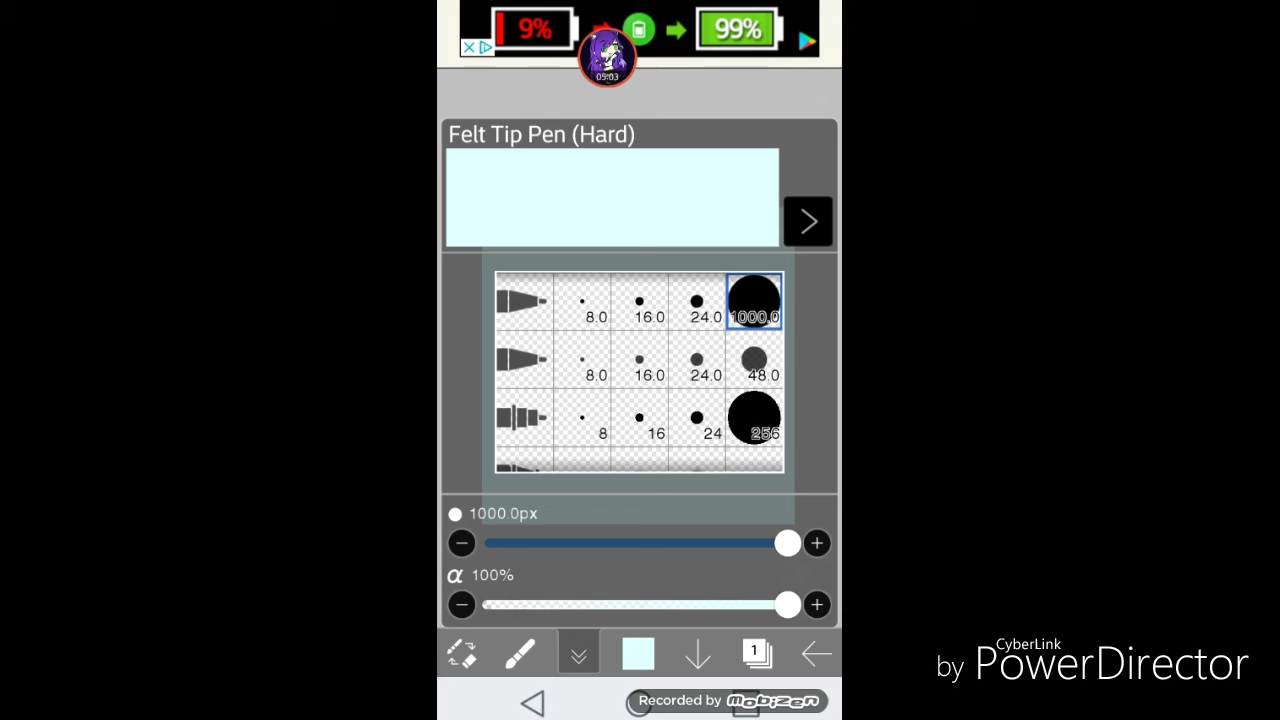 9%
99%
05:03
Felt Tip Pen (Hard)
8.0 16.0 24.0 1000.0
8.0 16.0 24.0 48.0
8 16 24 256
1000.0px
α 100%
1
Recorded by MOBIZEN
CyberLink
by PowerDirector